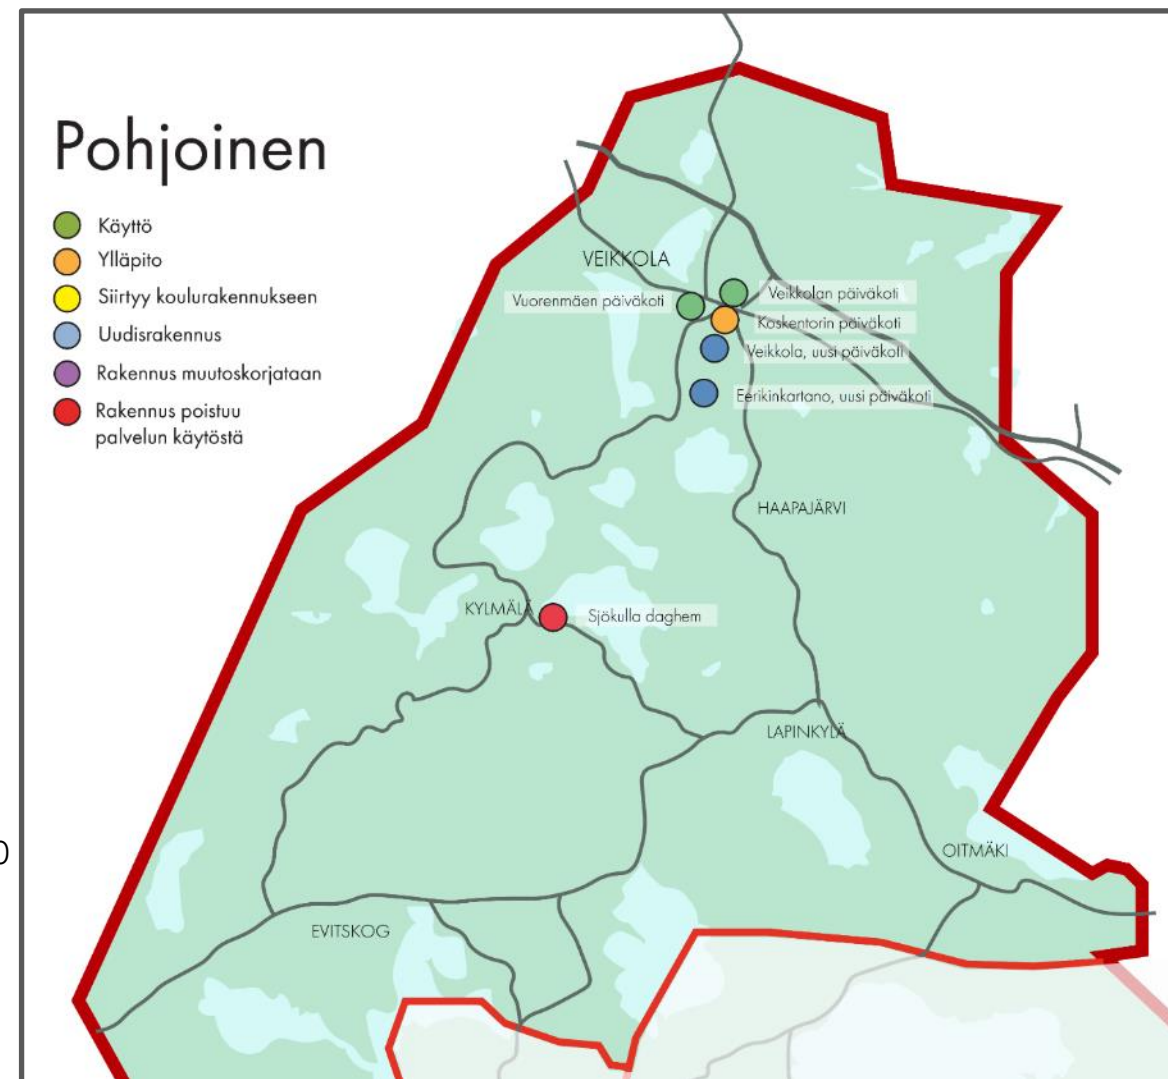 Pohjoinen
Käyttö
Ylläpito
Siirtyy koulurakennukseen
Uudisrakennus
Rakennus muutoskorjataan
Rakennus poistuu
palvelun käytöstä
VEIKKOLA
Vuorenmäen päiväkoti
Veikkolan päiväkoti
Koskentorin päiväkoti
Veikkola, uusi päiväkoti
Eerikinkartano, uusi päiväkoti
HAAPAJÄRVI
KYLMÄLÄ
Sjökulla daghem
LAPINKYLÄ
OITMÄKI
EVITSKOG